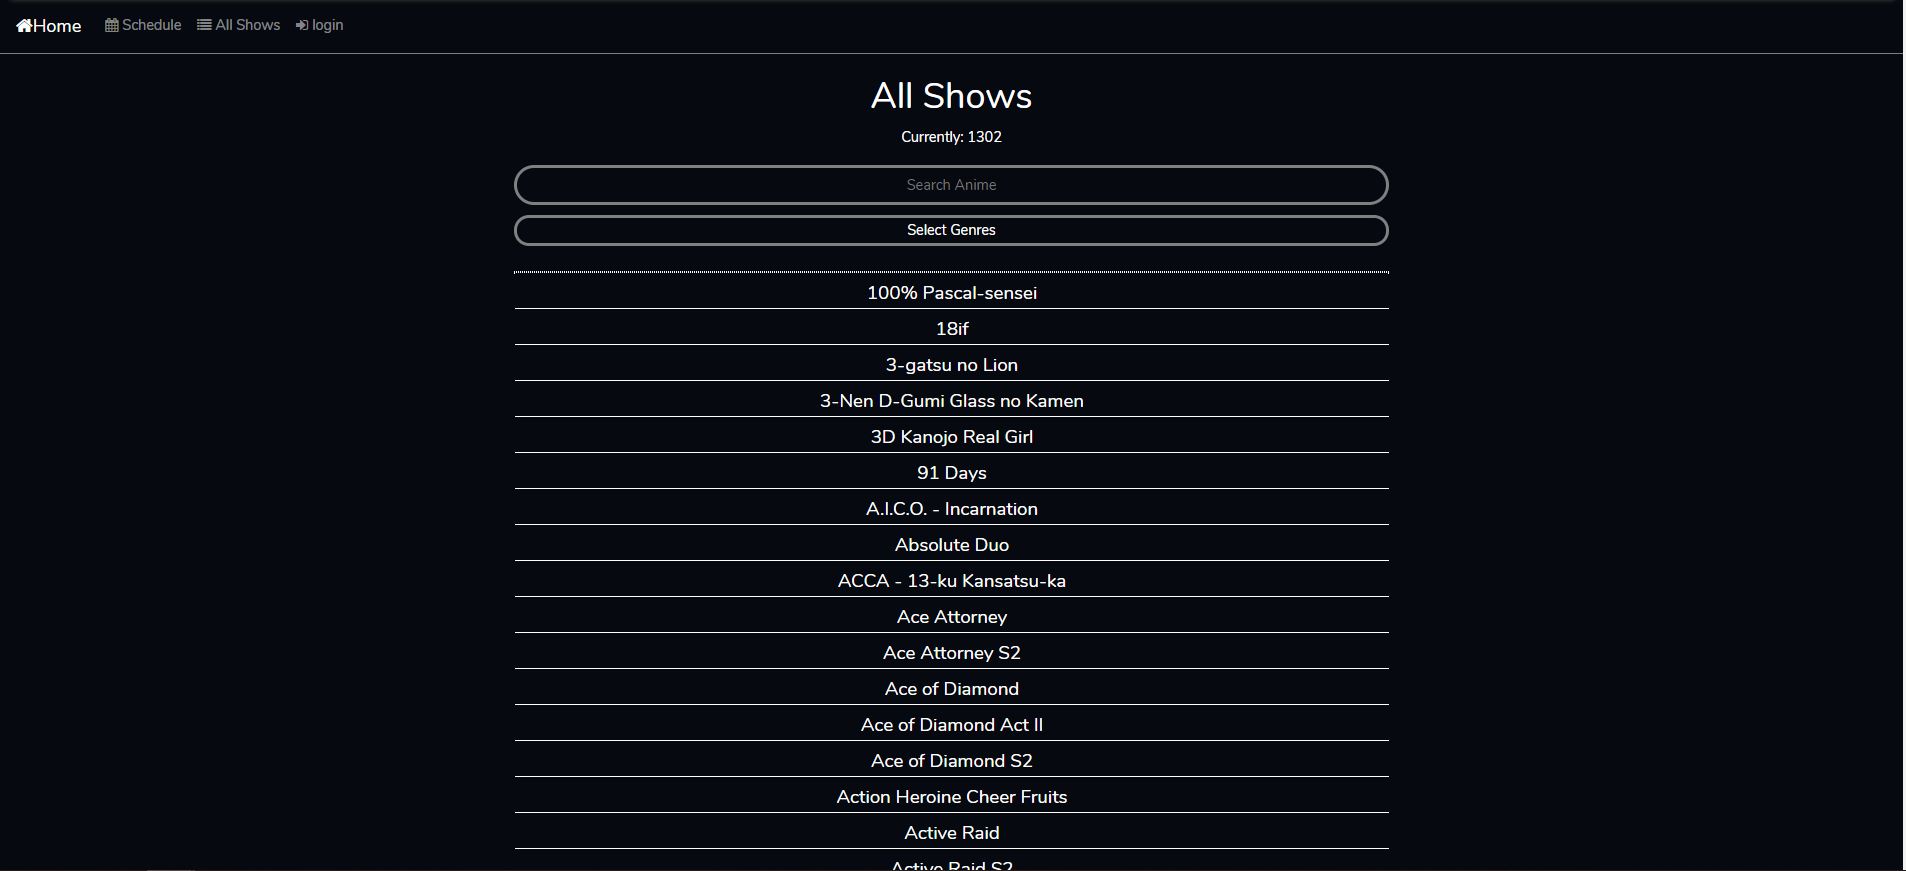 Home Schedule All Shows login
All Shows
Currently: 1302
Search Anime
Select Genres
100% Pascal-sensei
18if
3-gatsu no Lion
3-Nen D-Gumi Glass no Kamen
3D Kanojo Real Girl
91 Days
A.I.C.O. - Incarnation
Absolute Duo
ACCA - 13-ku Kansatsu-ka
Ace Attorney
Ace Attorney S2
Ace of Diamond
Ace of Diamond Act II
Ace of Diamond S2
Action Heroine Cheer Fruits
Active Raid
Active Raid S2